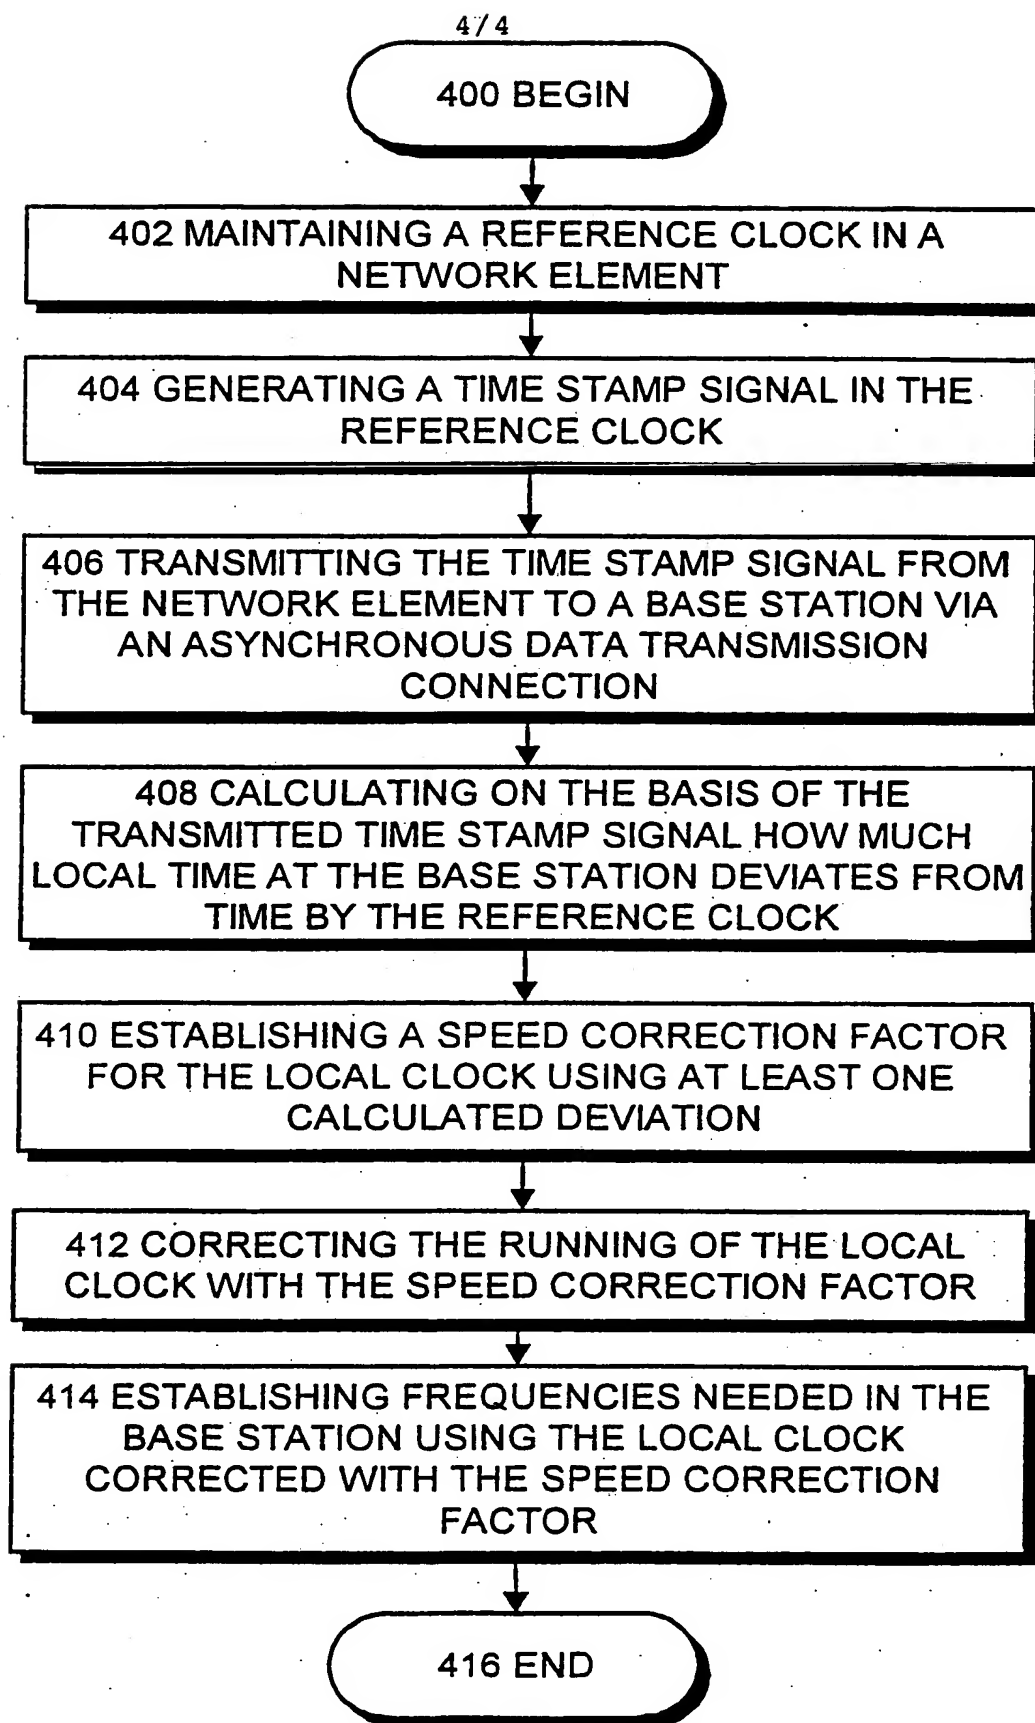 4/4
400 BEGIN
402 MAINTAINING A REFERENCE CLOCK IN A
NETWORK ELEMENT
404 GENERATING A TIME STAMP SIGNAL IN THE
REFERENCE CLOCK
406 TRANSMITTING THE TIME STAMP SIGNAL FROM
THE NETWORK ELEMENT TO A BASE STATION VIA
AN ASYNCHRONOUS DATA TRANSMISSION
CONNECTION
408 CALCULATING ON THE BASIS OF THE
TRANSMITTED TIME STAMP SIGNAL HOW MUCH
LOCAL TIME AT THE BASE STATION DEVIATES FROM
TIME BY THE REFERENCE CLOCK
410 ESTABLISHING A SPEED CORRECTION FACTOR
FOR THE LOCAL CLOCK USING AT LEAST ONE
CALCULATED DEVIATION
412 CORRECTING THE RUNNING OF THE LOCAL
CLOCK WITH THE SPEED CORRECTION FACTOR
414 ESTABLISHING FREQUENCIES NEEDED IN THE
BASE STATION USING THE LOCAL CLOCK
CORRECTED WITH THE SPEED CORRECTION
FACTOR
416 END